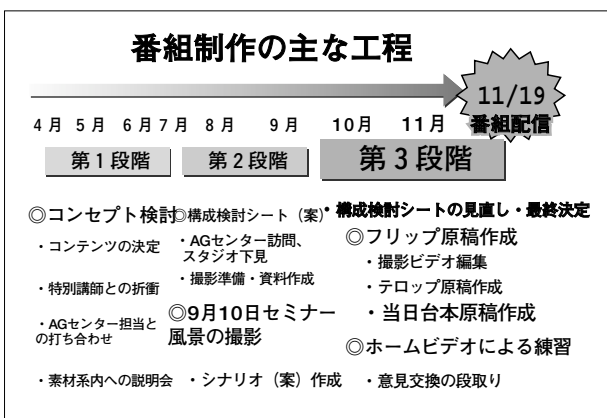 番組制作の主な工程
11/19
番組配信
4月 5月 6月 7月 8月 9月 10月 11月
第1段階
第2段階
第3段階
◎コンセプト検討
・コンテンツの決定
・特別講師との折衝
・AGセンター担当と
の打ち合わせ
・素材系内への説明会
◎構成検討シート（案）
・AGセンター訪問、
スタジオ下見
・撮影準備・資料作成
◎9月10日セミナー
風景の撮影
・シナリオ（案）作成
・構成検討シートの見直し・最終決定
◎フリップ原稿作成
・撮影ビデオ編集
・テロップ原稿作成
・当日台本原稿作成
◎ホームビデオによる練習
・意見交換の段取り